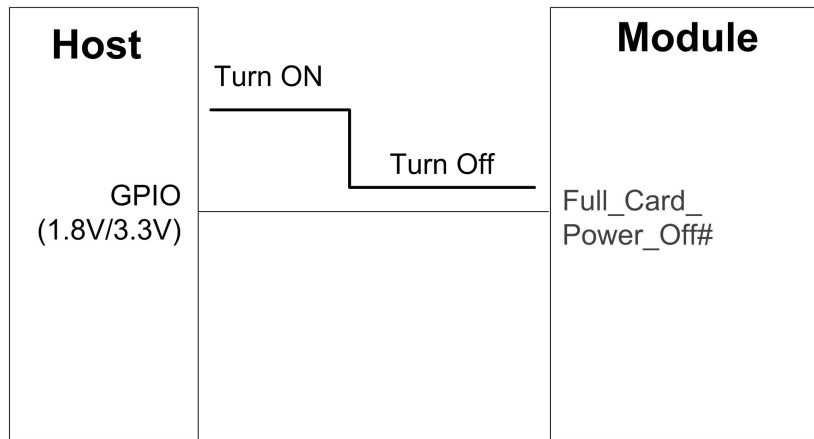 Host
Module
Turn ON
Turn Off
GPIO
(1.8V/3.3V)
Full_Card_
Power_Off#